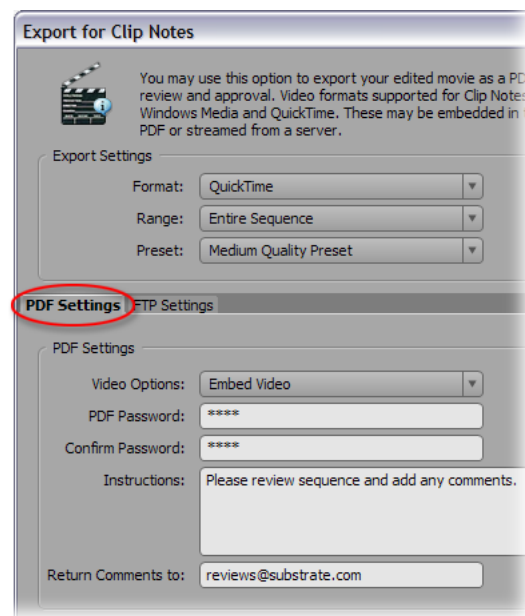 Export for Clip Notes
You may use this option to export your edited movie as a PD
review and approval. Video formats supported for Clip Notes
Windows Media and QuickTime. These may be embedded in
PDF or streamed from a server.
Export Settings
Format: QuickTime
Range: Entire Sequence
Preset: Medium Quality Preset
PDF Settings FTP Settings
PDF Settings
Video Options: Embed Video
PDF Password: ****
Confirm Password: ****
Instructions: Please review sequence and add any comments.
Return Comments to: reviews@substrate.com